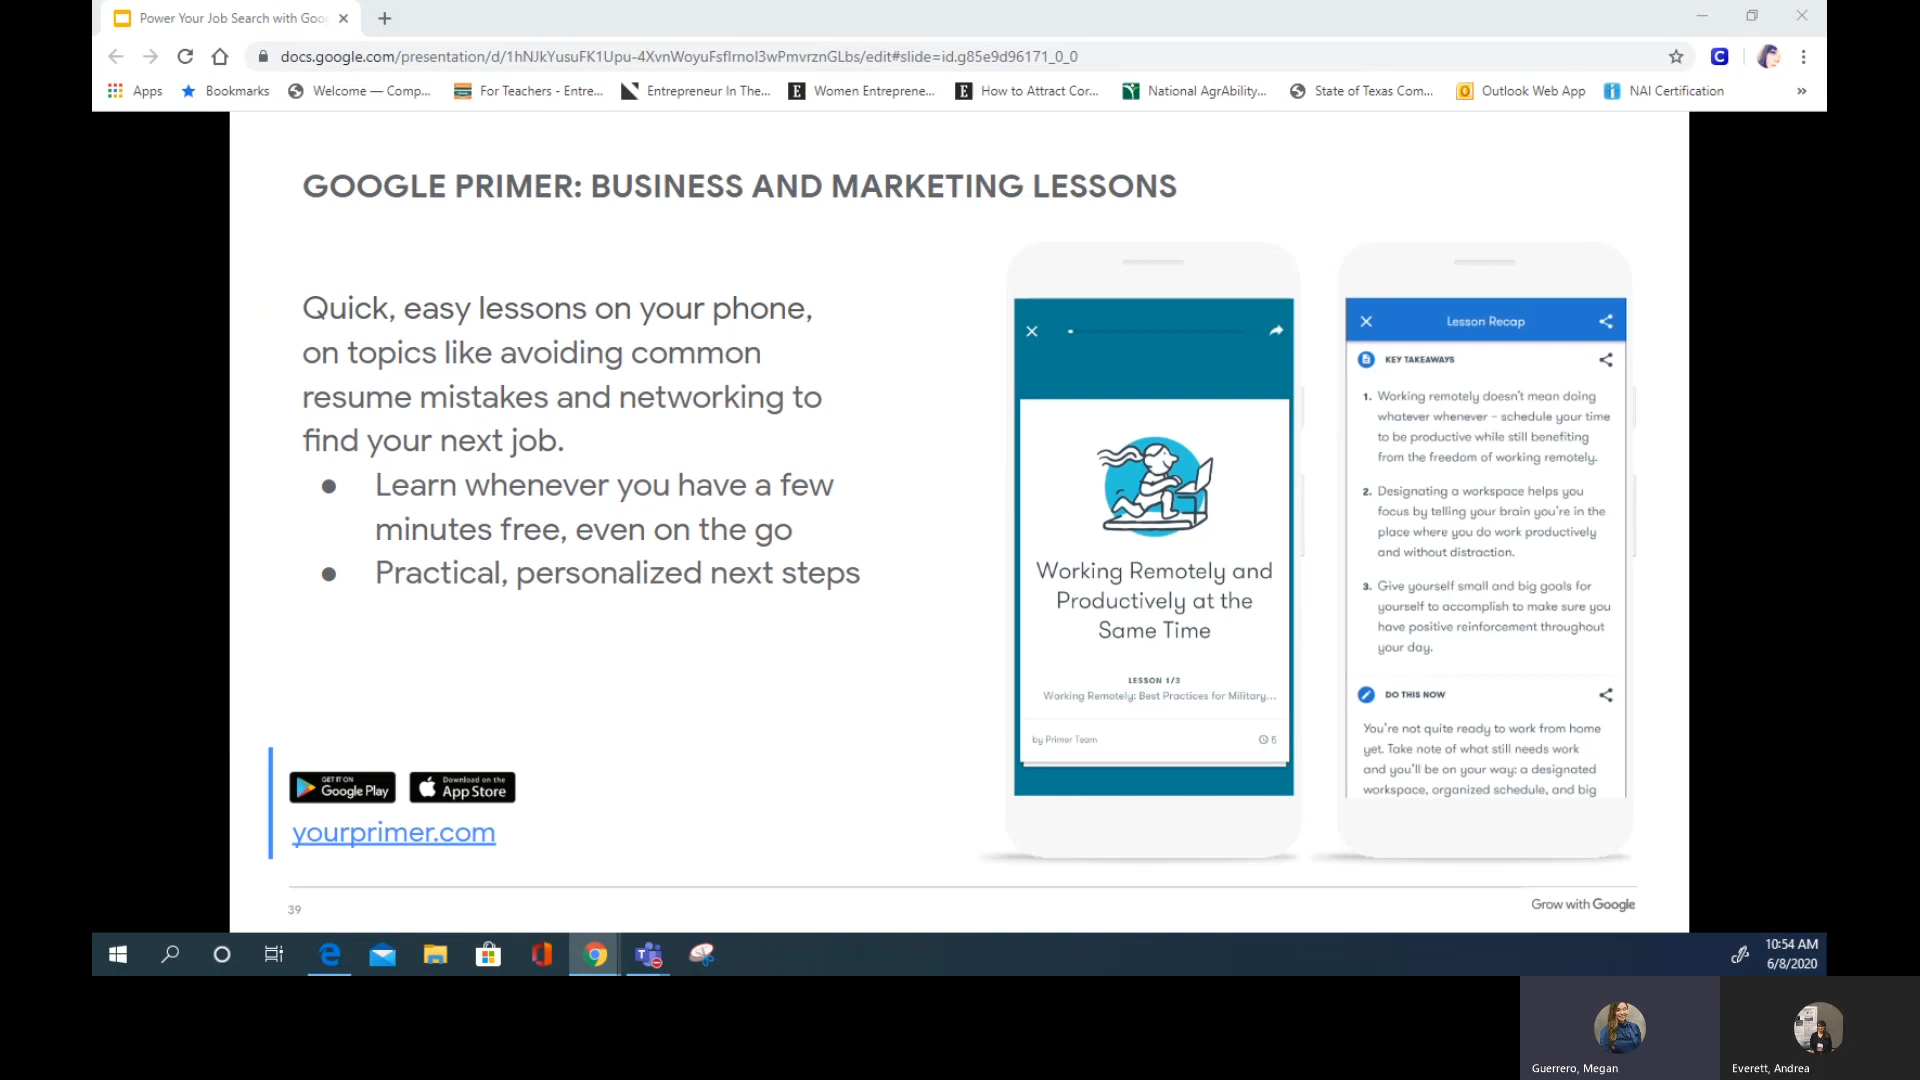 Power Your Job Search with Goo
docs.google.com/presentation/d/1hNJkYusuFK1Upu-4XvnWoyuFsfIrnoI3wPmvrznGLbs/edit#slide=id.g85e9d96171_0_0
Apps Bookmarks Welcome — Comp... For Teachers - Entre... Entrepreneur In The... Women Entreprene... How to Attract Cor... National AgrAbility... State of Texas Com... Outlook Web App NAI Certification »
GOOGLE PRIMER: BUSINESS AND MARKETING LESSONS
Quick, easy lessons on your phone,
on topics like avoiding common
resume mistakes and networking to
find your next job.
● Learn whenever you have a few
minutes free, even on the go
● Practical, personalized next steps
GET IT ON
Google Play
Download on the
App Store
yourprimer.com
Working Remotely and
Productively at the
Same Time
LESSON 1/3
Working Remotely: Best Practices for Military...
by Primer Team 5
Lesson Recap
KEY TAKEAWAYS
1. Working remotely doesn't mean doing
whatever whenever – schedule your time
to be productive while still benefiting
from the freedom of working remotely.
2. Designating a workspace helps you
focus by telling your brain you're in the
place where you do work productively
and without distraction.
3. Give yourself small and big goals for
yourself to accomplish to make sure you
have positive reinforcement throughout
your day.
DO THIS NOW
You're not quite ready to work from home
yet. Take note of what still needs work
and you'll be on your way: a designated
workspace, organized schedule, and big
39
Grow with Google
10:54 AM
6/8/2020
Guerrero, Megan
Everett, Andrea